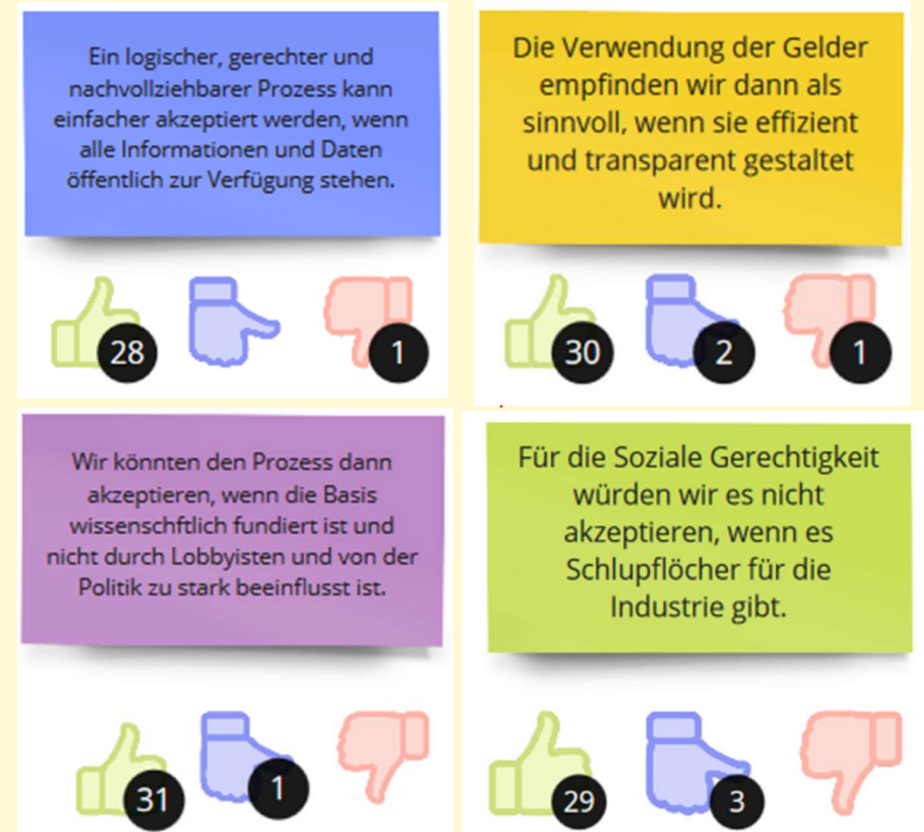 Ein logischer, gerechter und
nachvollziehbarer Prozess kann
einfacher akzeptiert werden, wenn
alle Informationen und Daten
öffentlich zur Verfügung stehen.
28
1
Die Verwendung der Gelder
empfinden wir dann als
sinnvoll, wenn sie effizient
und transparent gestaltet
wird.
30
2
1
Wir könnten den Prozess dann
akzeptieren, wenn die Basis
wissenschftlich fundiert ist und
nicht durch Lobbyisten und von der
Politik zu stark beeinflusst ist.
31
1
Für die Soziale Gerechtigkeit
würden wir es nicht
akzeptieren, wenn es
Schlupflöcher für die
Industrie gibt.
29
3